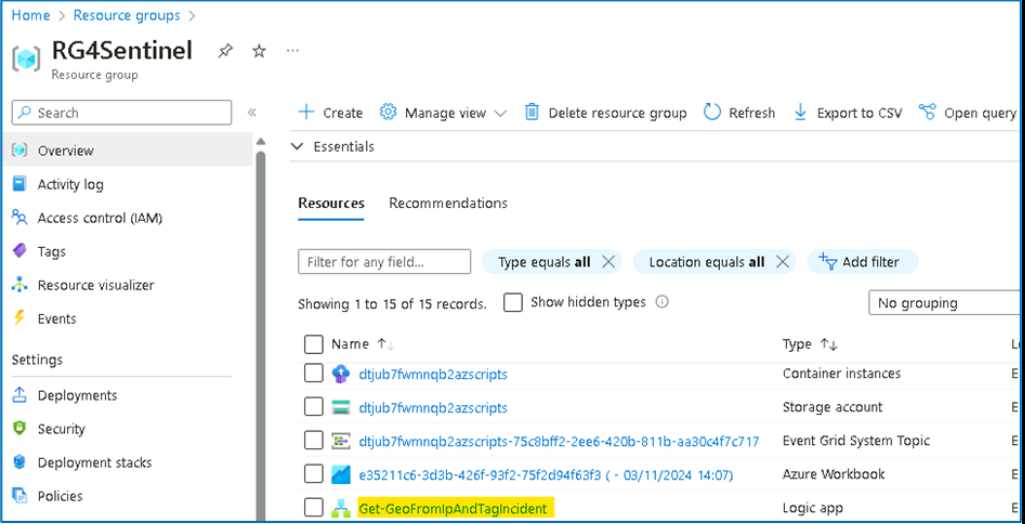 Home > Resource groups >
RG4Sentinel
Resource group
Search
Overview
Activity log
Access control (IAM)
Tags
Resource visualizer
Events
Settings
Deployments
Security
Deployment stacks
Policies
Create Manage view Delete resource group Refresh Export to CSV Open query
Essentials
Resources Recommendations
Filter for any field... Type equals all Location equals all Add filter
Showing 1 to 15 of 15 records. Show hidden types No grouping
Name Type L
dtjub7fwmnqb2azscripts Container instances E
dtjub7fwmnqb2azscripts Storage account E
dtjub7fwmnqb2azscripts-75c8bff2-2ee6-420b-811b-aa30c4f7c717 Event Grid System Topic E
e35211c6-3d3b-426f-93f2-75f2d94f63f3 ( - 03/11/2024 14:07) Azure Workbook E
Get-GeoFromIpAndTagIncident Logic app E